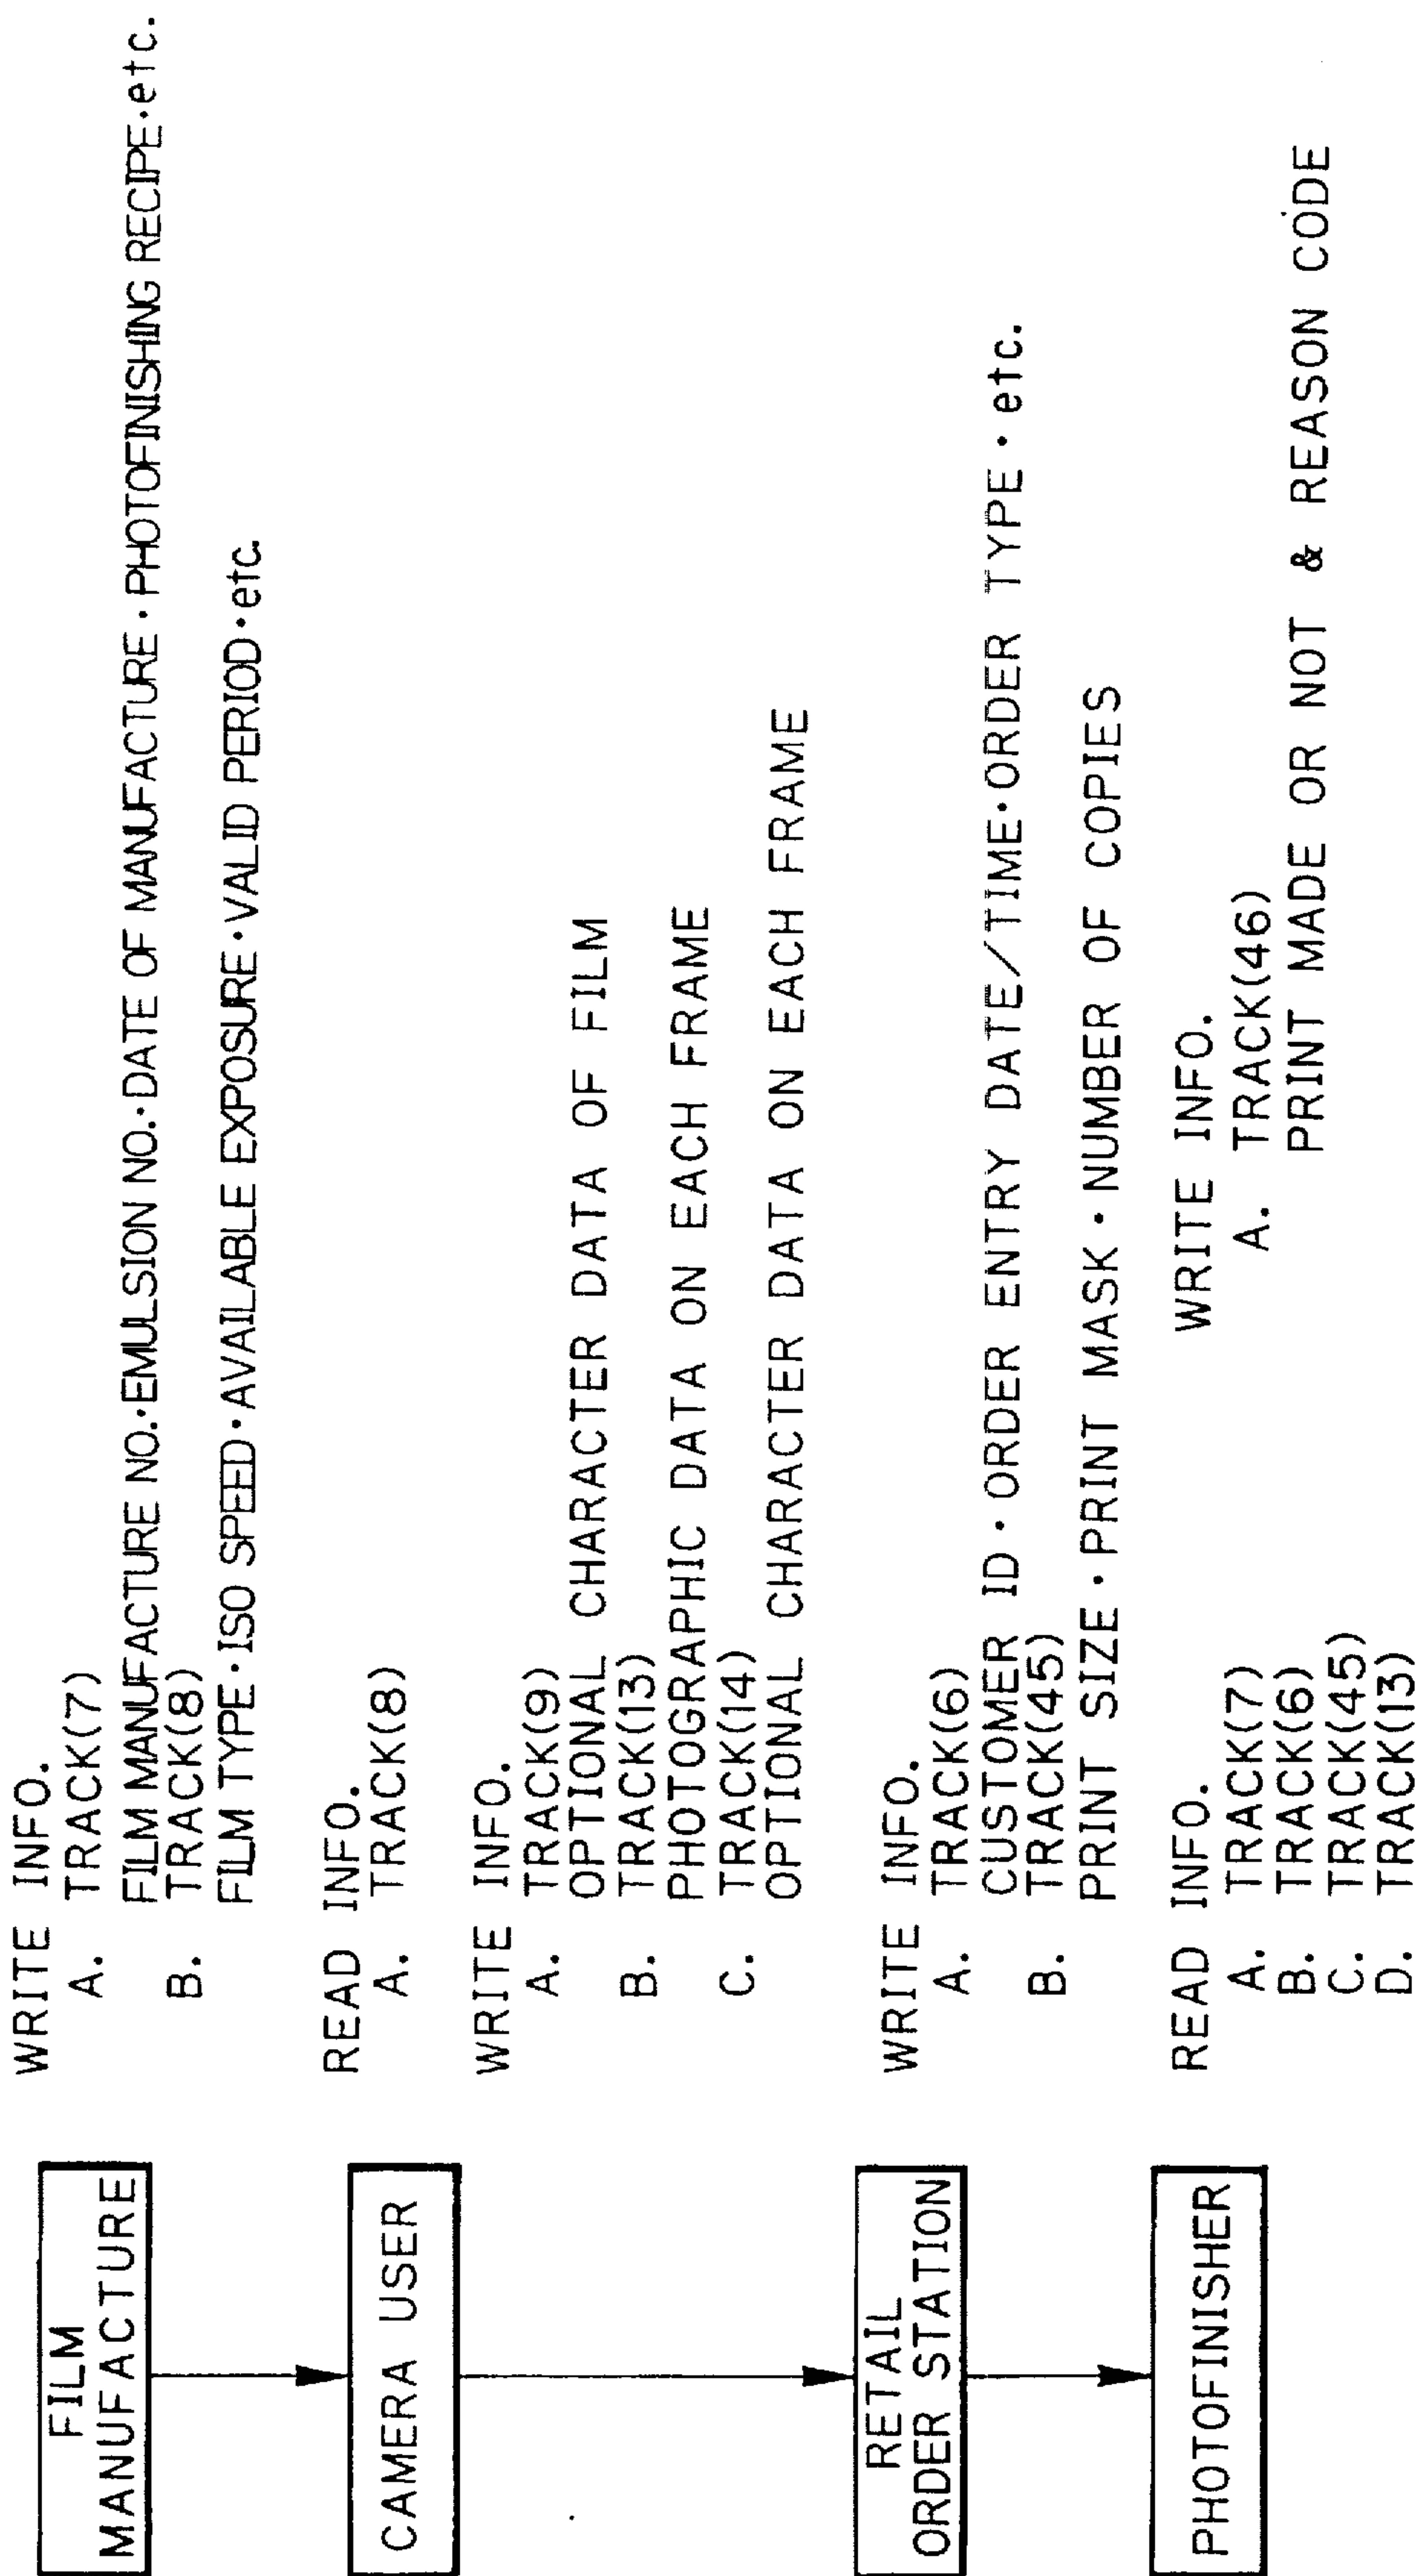 FILM
MANUFACTURE
WRITE INFO.
A. TRACK(7)
FILM MANUFACTURE NO.·EMULSION NO.·DATE OF MANUFACTURE·PHOTOFINISHING RECIPE·etc.
B. TRACK(8)
FILM TYPE·ISO SPEED·AVAILABLE EXPOSURE·VALID PERIOD·etc.
CAMERA USER
READ INFO.
A. TRACK(8)
WRITE INFO.
A. TRACK(9)
OPTIONAL CHARACTER DATA OF FILM
B. TRACK(13)
PHOTOGRAPHIC DATA ON EACH FRAME
C. TRACK(14)
OPTIONAL CHARACTER DATA ON EACH FRAME
RETAIL
ORDER STATION
WRITE INFO.
A. TRACK(6)
CUSTOMER ID·ORDER ENTRY DATE/TIME·ORDER TYPE·etc.
B. TRACK(45)
PRINT SIZE·PRINT MASK·NUMBER OF COPIES
PHOTOFINISHER
READ INFO.
A. TRACK(7)
B. TRACK(6)
C. TRACK(45)
D. TRACK(13)
WRITE INFO.
A. TRACK(46)
PRINT MADE OR NOT & REASON CODE